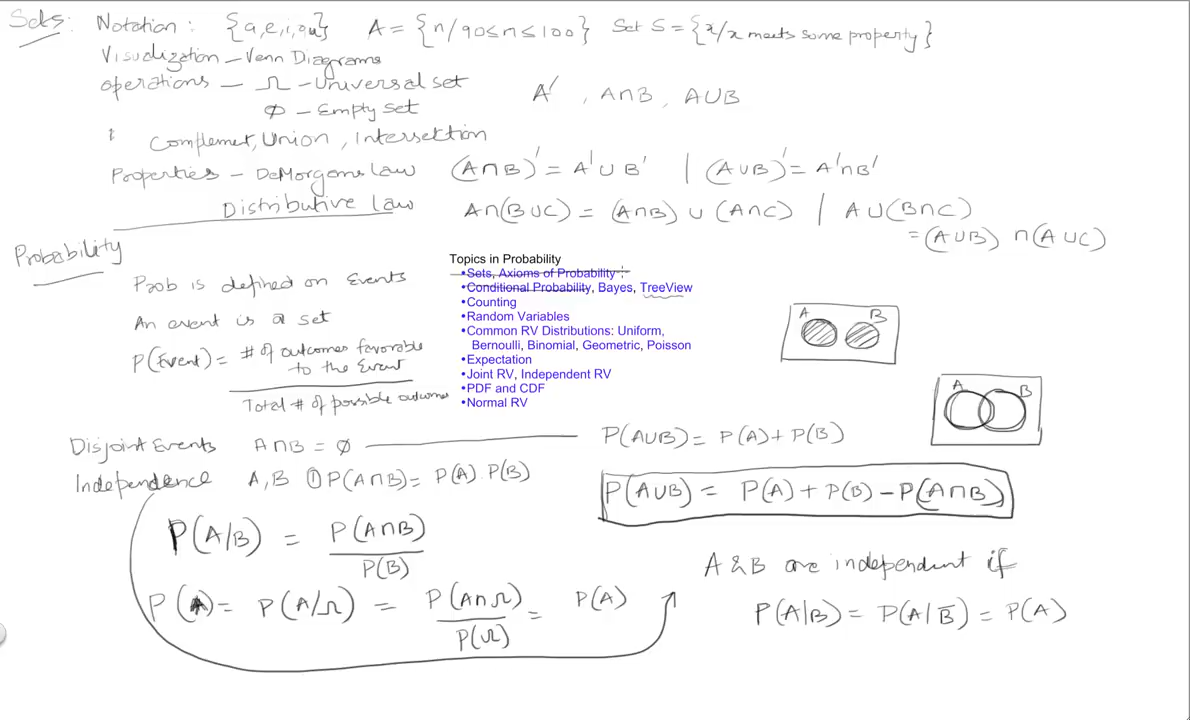 Sets: Notation: {a,e,i,o,u} A = {n/90≤n≤100} Set S = {x/x meets some property}
Visualization – Venn Diagrams
operations – Ω – Universal set
φ – Empty set
A′, A∩B, A∪B
Complemet, Union, Intersection
Properties – DeMorgans law (A∩B)′ = A′∪B′ | (A∪B)′ = A′∩B′
Distributive law A∩(B∪C) = (A∩B) ∪ (A∩C) | A∪(B∩C)
= (A∪B) ∩(A∪C)
Probability
Prob is defined on Events
An event is a set
P(Event) = # of outcomes favorable
to the Event
Total # of possible outcomes
Topics in Probability
•Sets, Axioms of Probability
•Conditional Probability, Bayes, TreeView
•Counting
•Random Variables
•Common RV Distributions: Uniform,
Bernoulli, Binomial, Geometric, Poisson
•Expectation
•Joint RV, Independent RV
•PDF and CDF
•Normal RV
A B
A B
Disjoint Events A∩B = φ P(A∪B) = P(A) + P(B)
Independence A,B ① P(A∩B) = P(A) . P(B)
P(A∪B) = P(A) + P(B) – P(A∩B)
P(A/B) = P(A∩B)
P(B)
P(A) = P(A/Ω) = P(A∩Ω) = P(A)
P(Ω)
A & B are independent if
P(A|B) = P(A|B̅) = P(A)